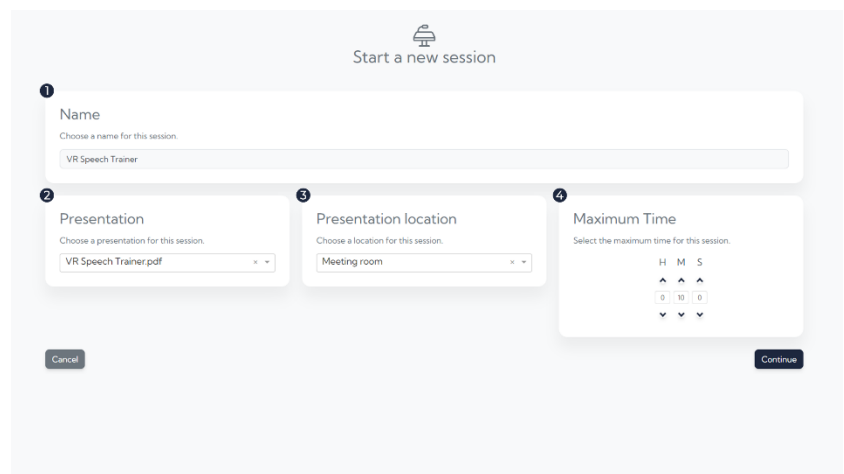 Start a new session
1
Name
Choose a name for this session.
VR Speech Trainer
2
Presentation
Choose a presentation for this session.
VR Speech Trainer.pdf
3
Presentation location
Choose a location for this session.
Meeting room
4
Maximum Time
Select the maximum time for this session.
H M S
0 10 0
Cancel
Continue